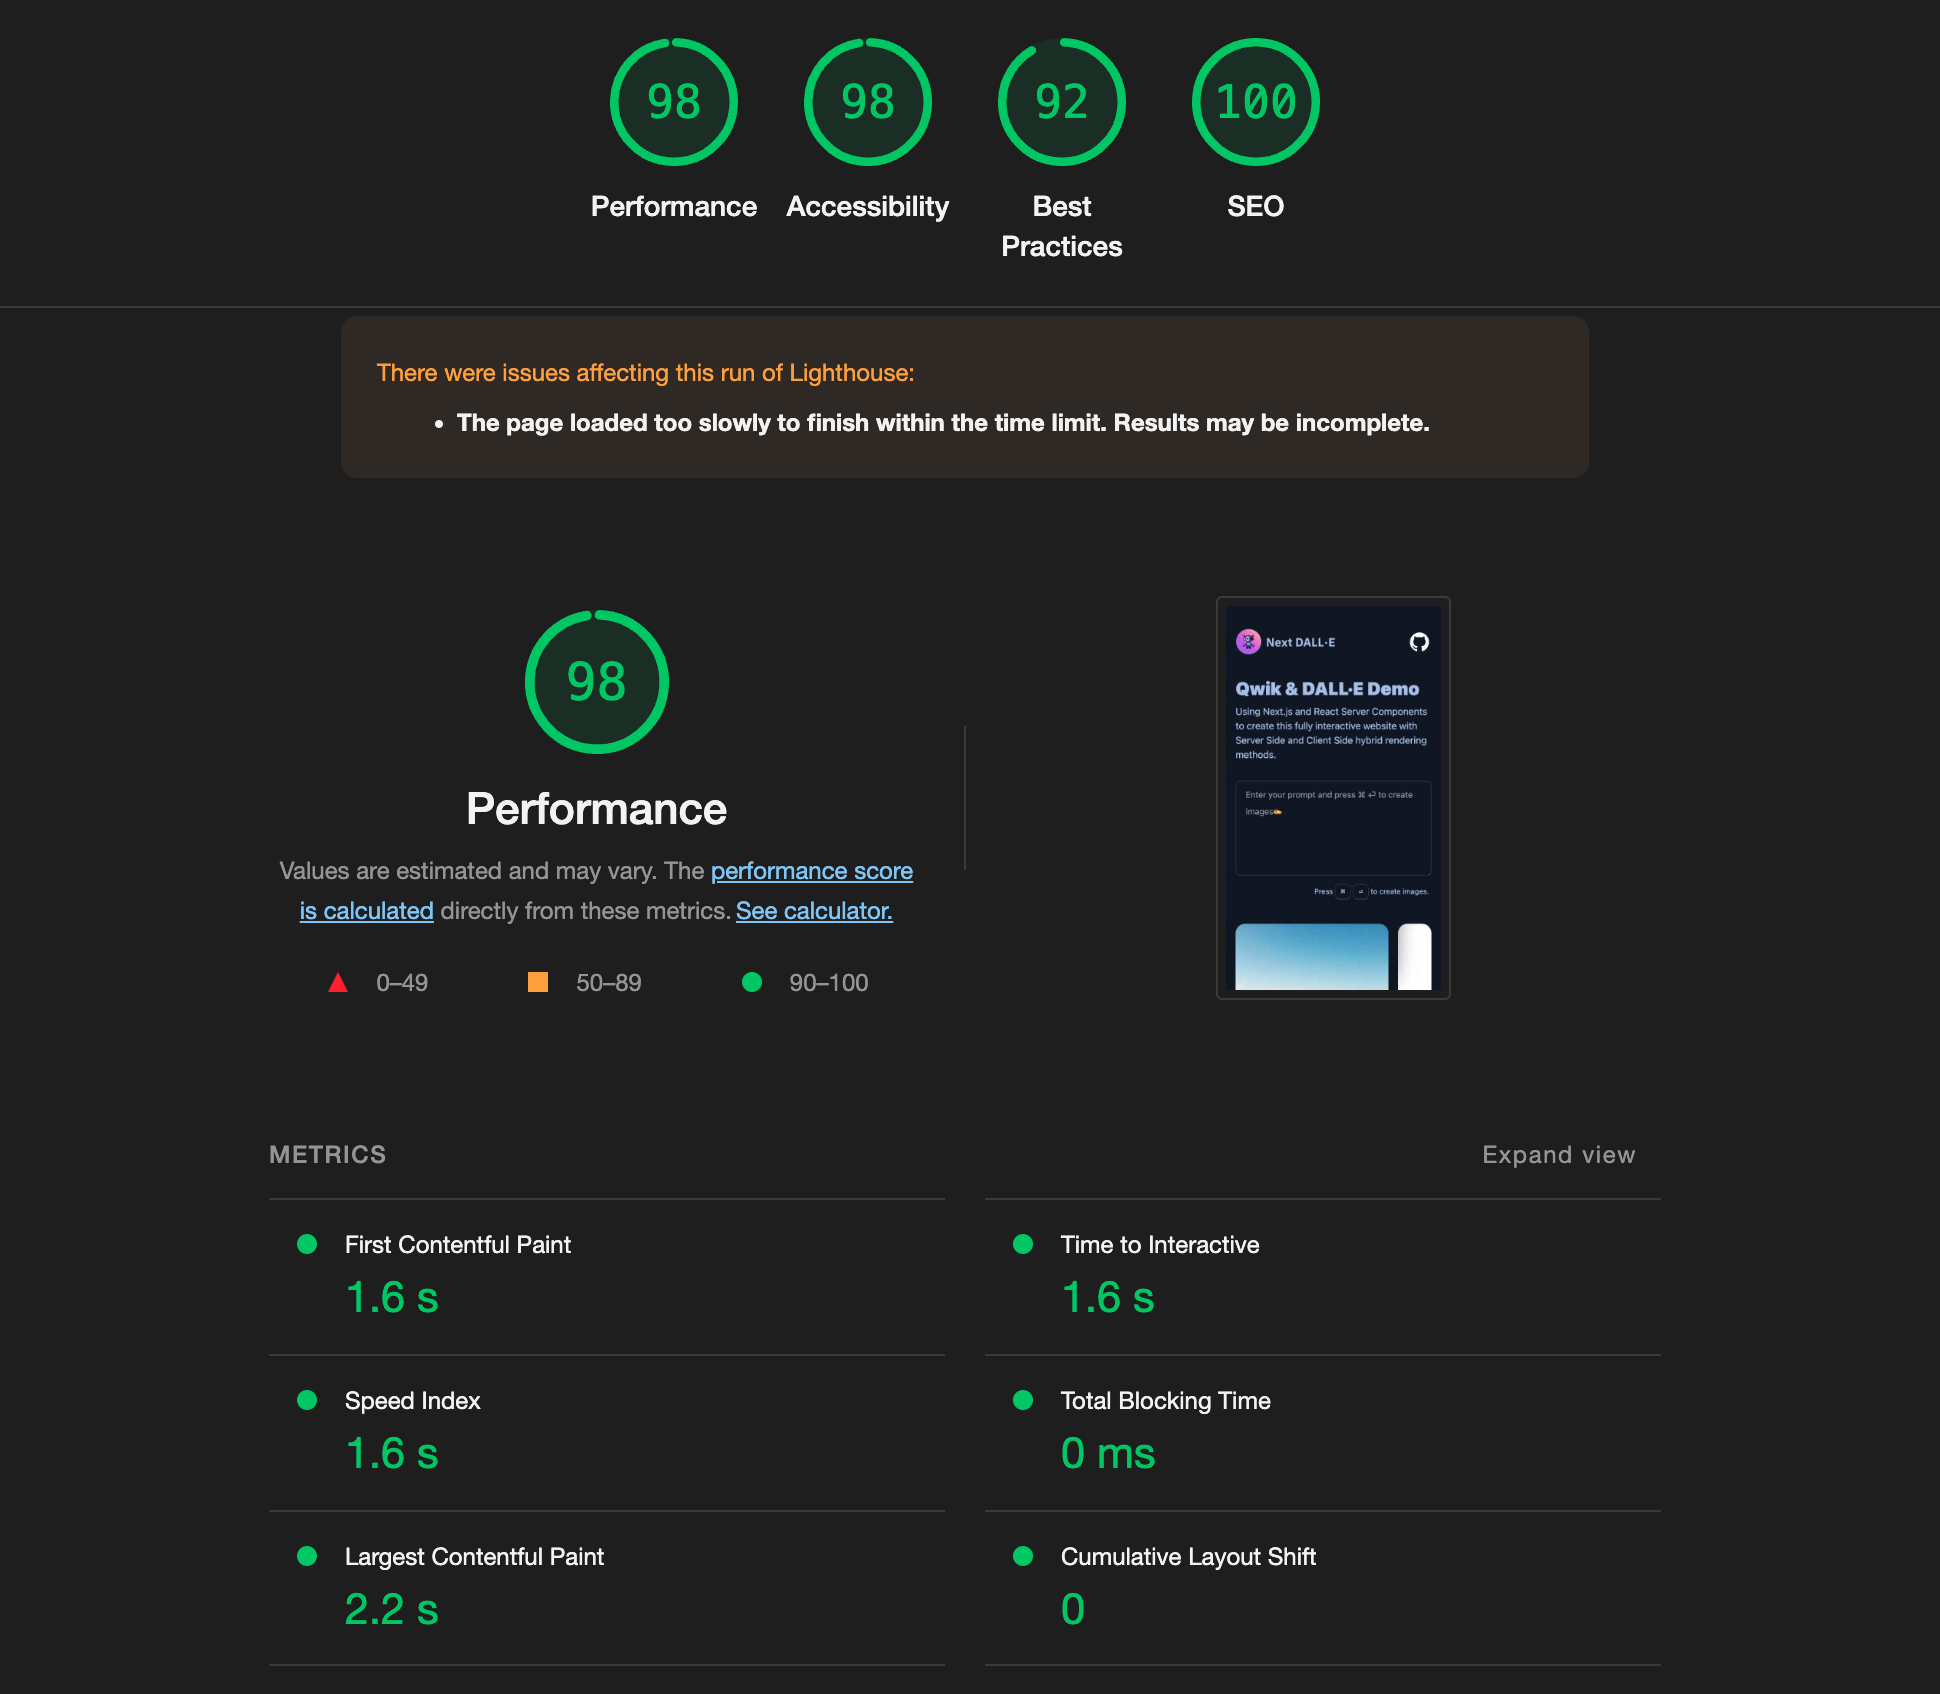 98
98
92
100
Performance
Accessibility
Best
Practices
SEO
There were issues affecting this run of Lighthouse:
• The page loaded too slowly to finish within the time limit. Results may be incomplete.
98
Performance
Values are estimated and may vary. The performance score
is calculated directly from these metrics. See calculator.
0–49
50–89
90–100
Next DALL·E
Qwik & DALL·E Demo
Using Next.js and React Server Components
to create this fully interactive website with
Server Side and Client Side hybrid rendering
methods.
Enter your prompt and press ⌘ ⏎ to create
images✍️
Press ⌘ ⏎ to create images.
METRICS
Expand view
First Contentful Paint
1.6 s
Time to Interactive
1.6 s
Speed Index
1.6 s
Total Blocking Time
0 ms
Largest Contentful Paint
2.2 s
Cumulative Layout Shift
0